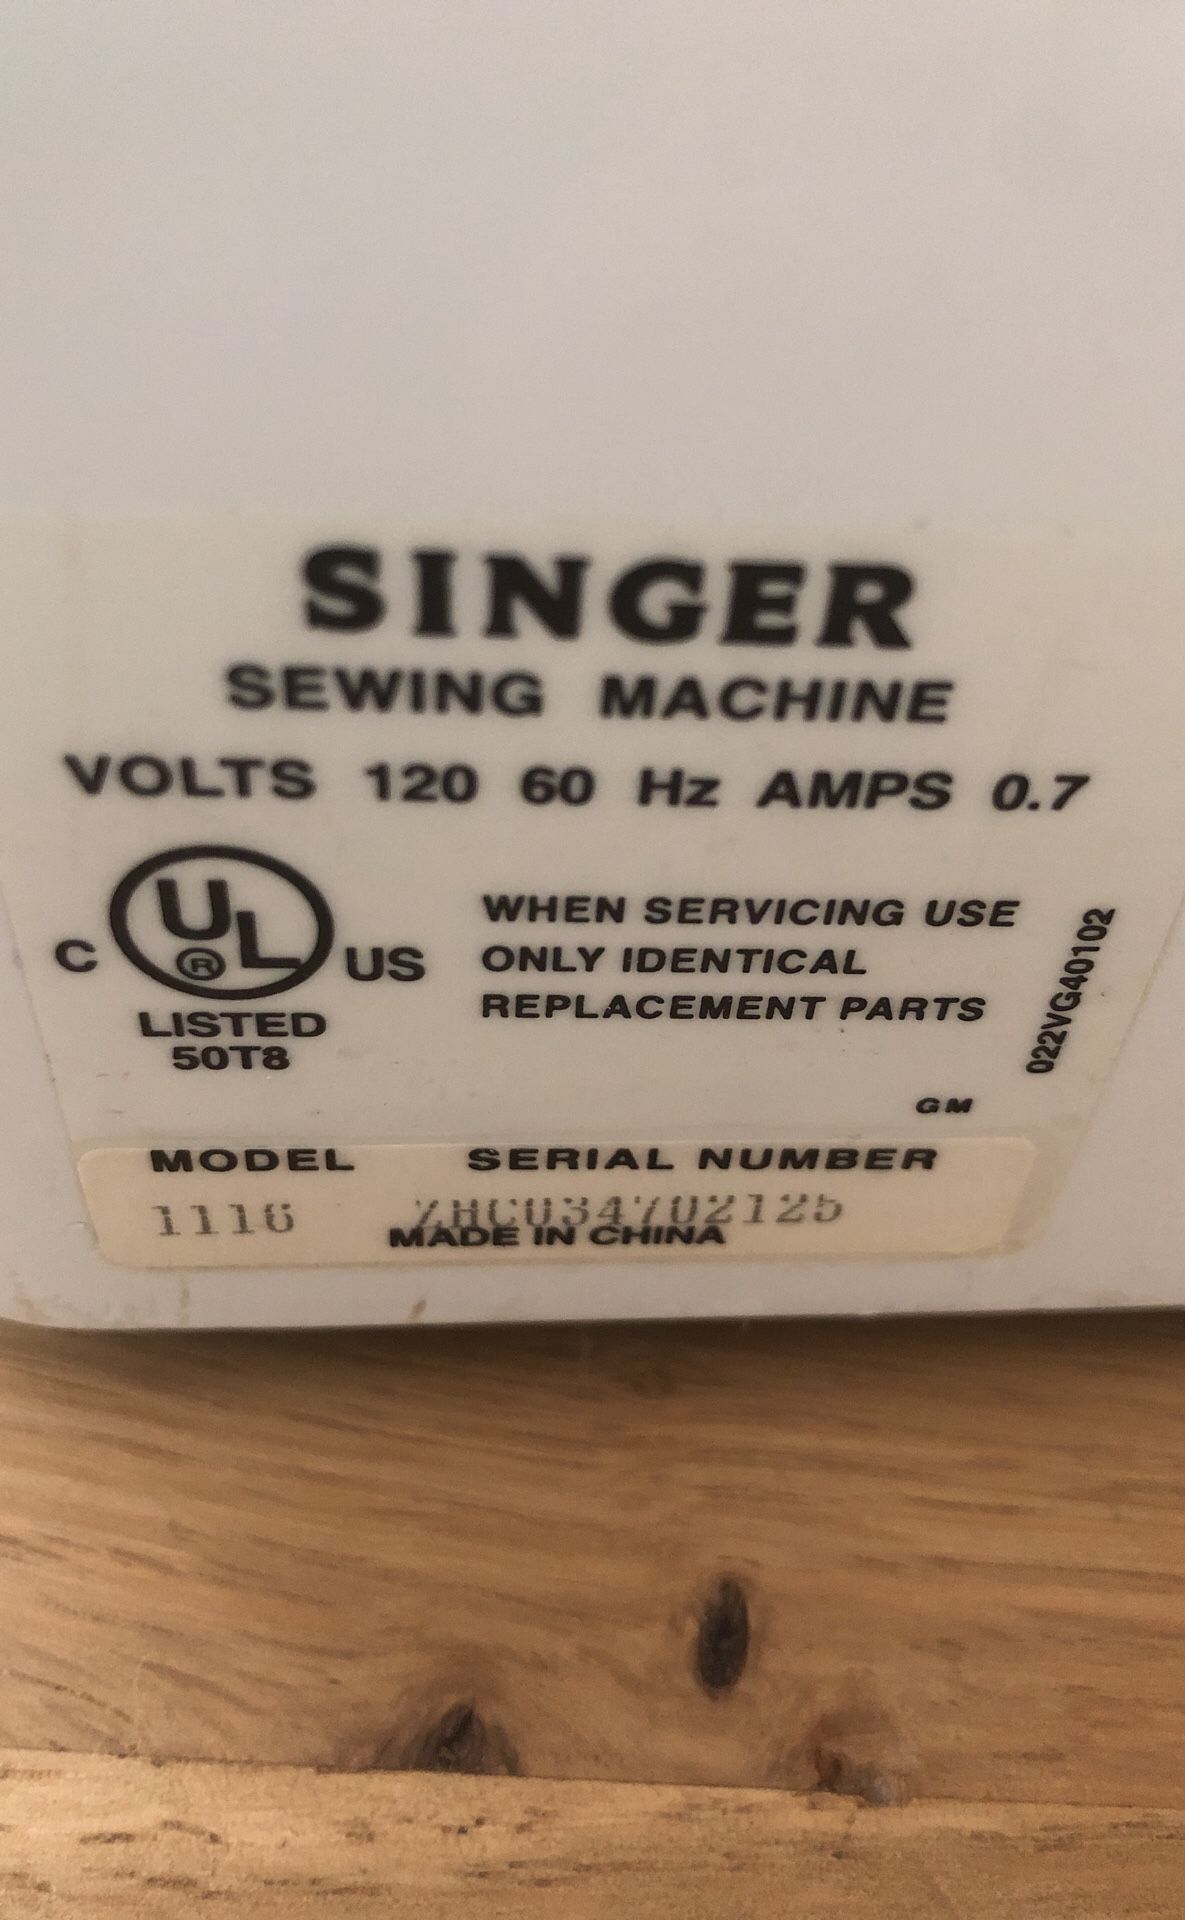 SINGER
SEWING MACHINE
VOLTS 120 60 Hz AMPS 0.7
C UL ® US
LISTED
50T8
WHEN SERVICING USE
ONLY IDENTICAL
REPLACEMENT PARTS
022VG40102
GM
MODEL SERIAL NUMBER
1116 ZHC034702125
MADE IN CHINA